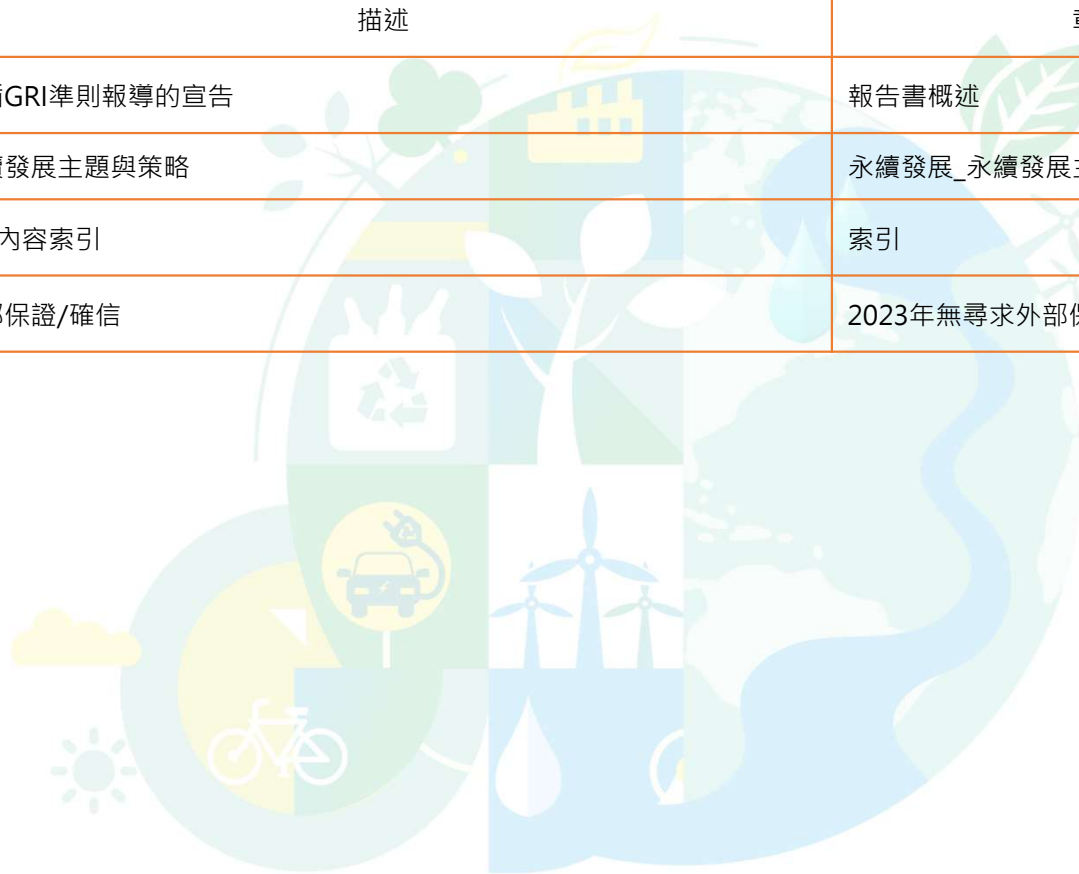 描述
GRI準則報導的宣告 報告書概述
發展主題與策略 永續發展_永續發展
內容索引 索引
保證/確信 2023年無尋求外部